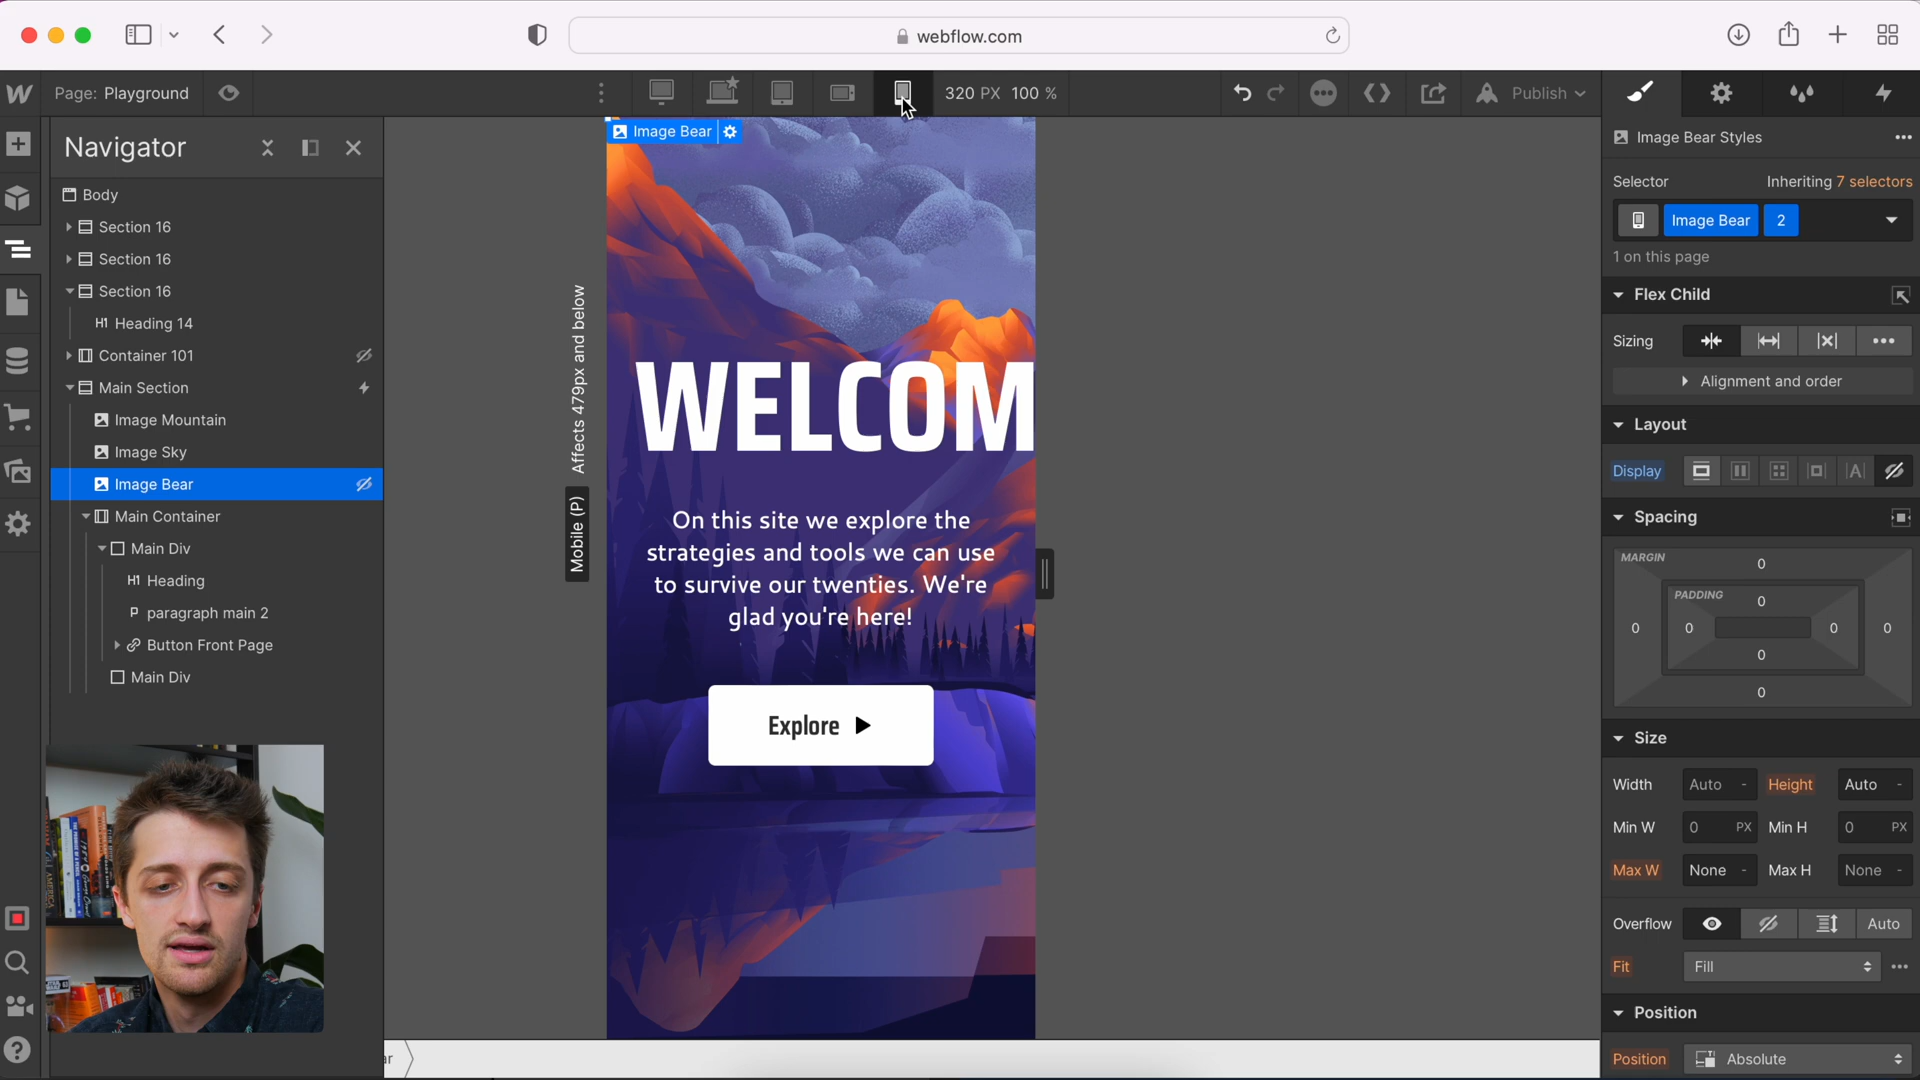 webflow.com
Page: Playground
320 PX 100 %
Publish
Navigator
Body
Section 16
Section 16
Section 16
H1 Heading 14
Container 101
Main Section
Image Mountain
Image Sky
Image Bear
Main Container
Main Div
H1 Heading
P paragraph main 2
Button Front Page
Main Div
Affects 479px and below
Mobile (P)
Image Bear
WELCOM
On this site we explore the
strategies and tools we can use
to survive our twenties. We're
glad you're here!
Explore
ar
Image Bear Styles
Selector Inheriting 7 selectors
Image Bear 2
1 on this page
Flex Child
Sizing
Alignment and order
Layout
Display
Spacing
MARGIN
0
PADDING
0
0 0 0 0
0
0
Size
Width Auto - Height Auto -
Min W 0 PX Min H 0 PX
Max W None - Max H None -
Overflow Auto
Fit Fill
Position
Position Absolute